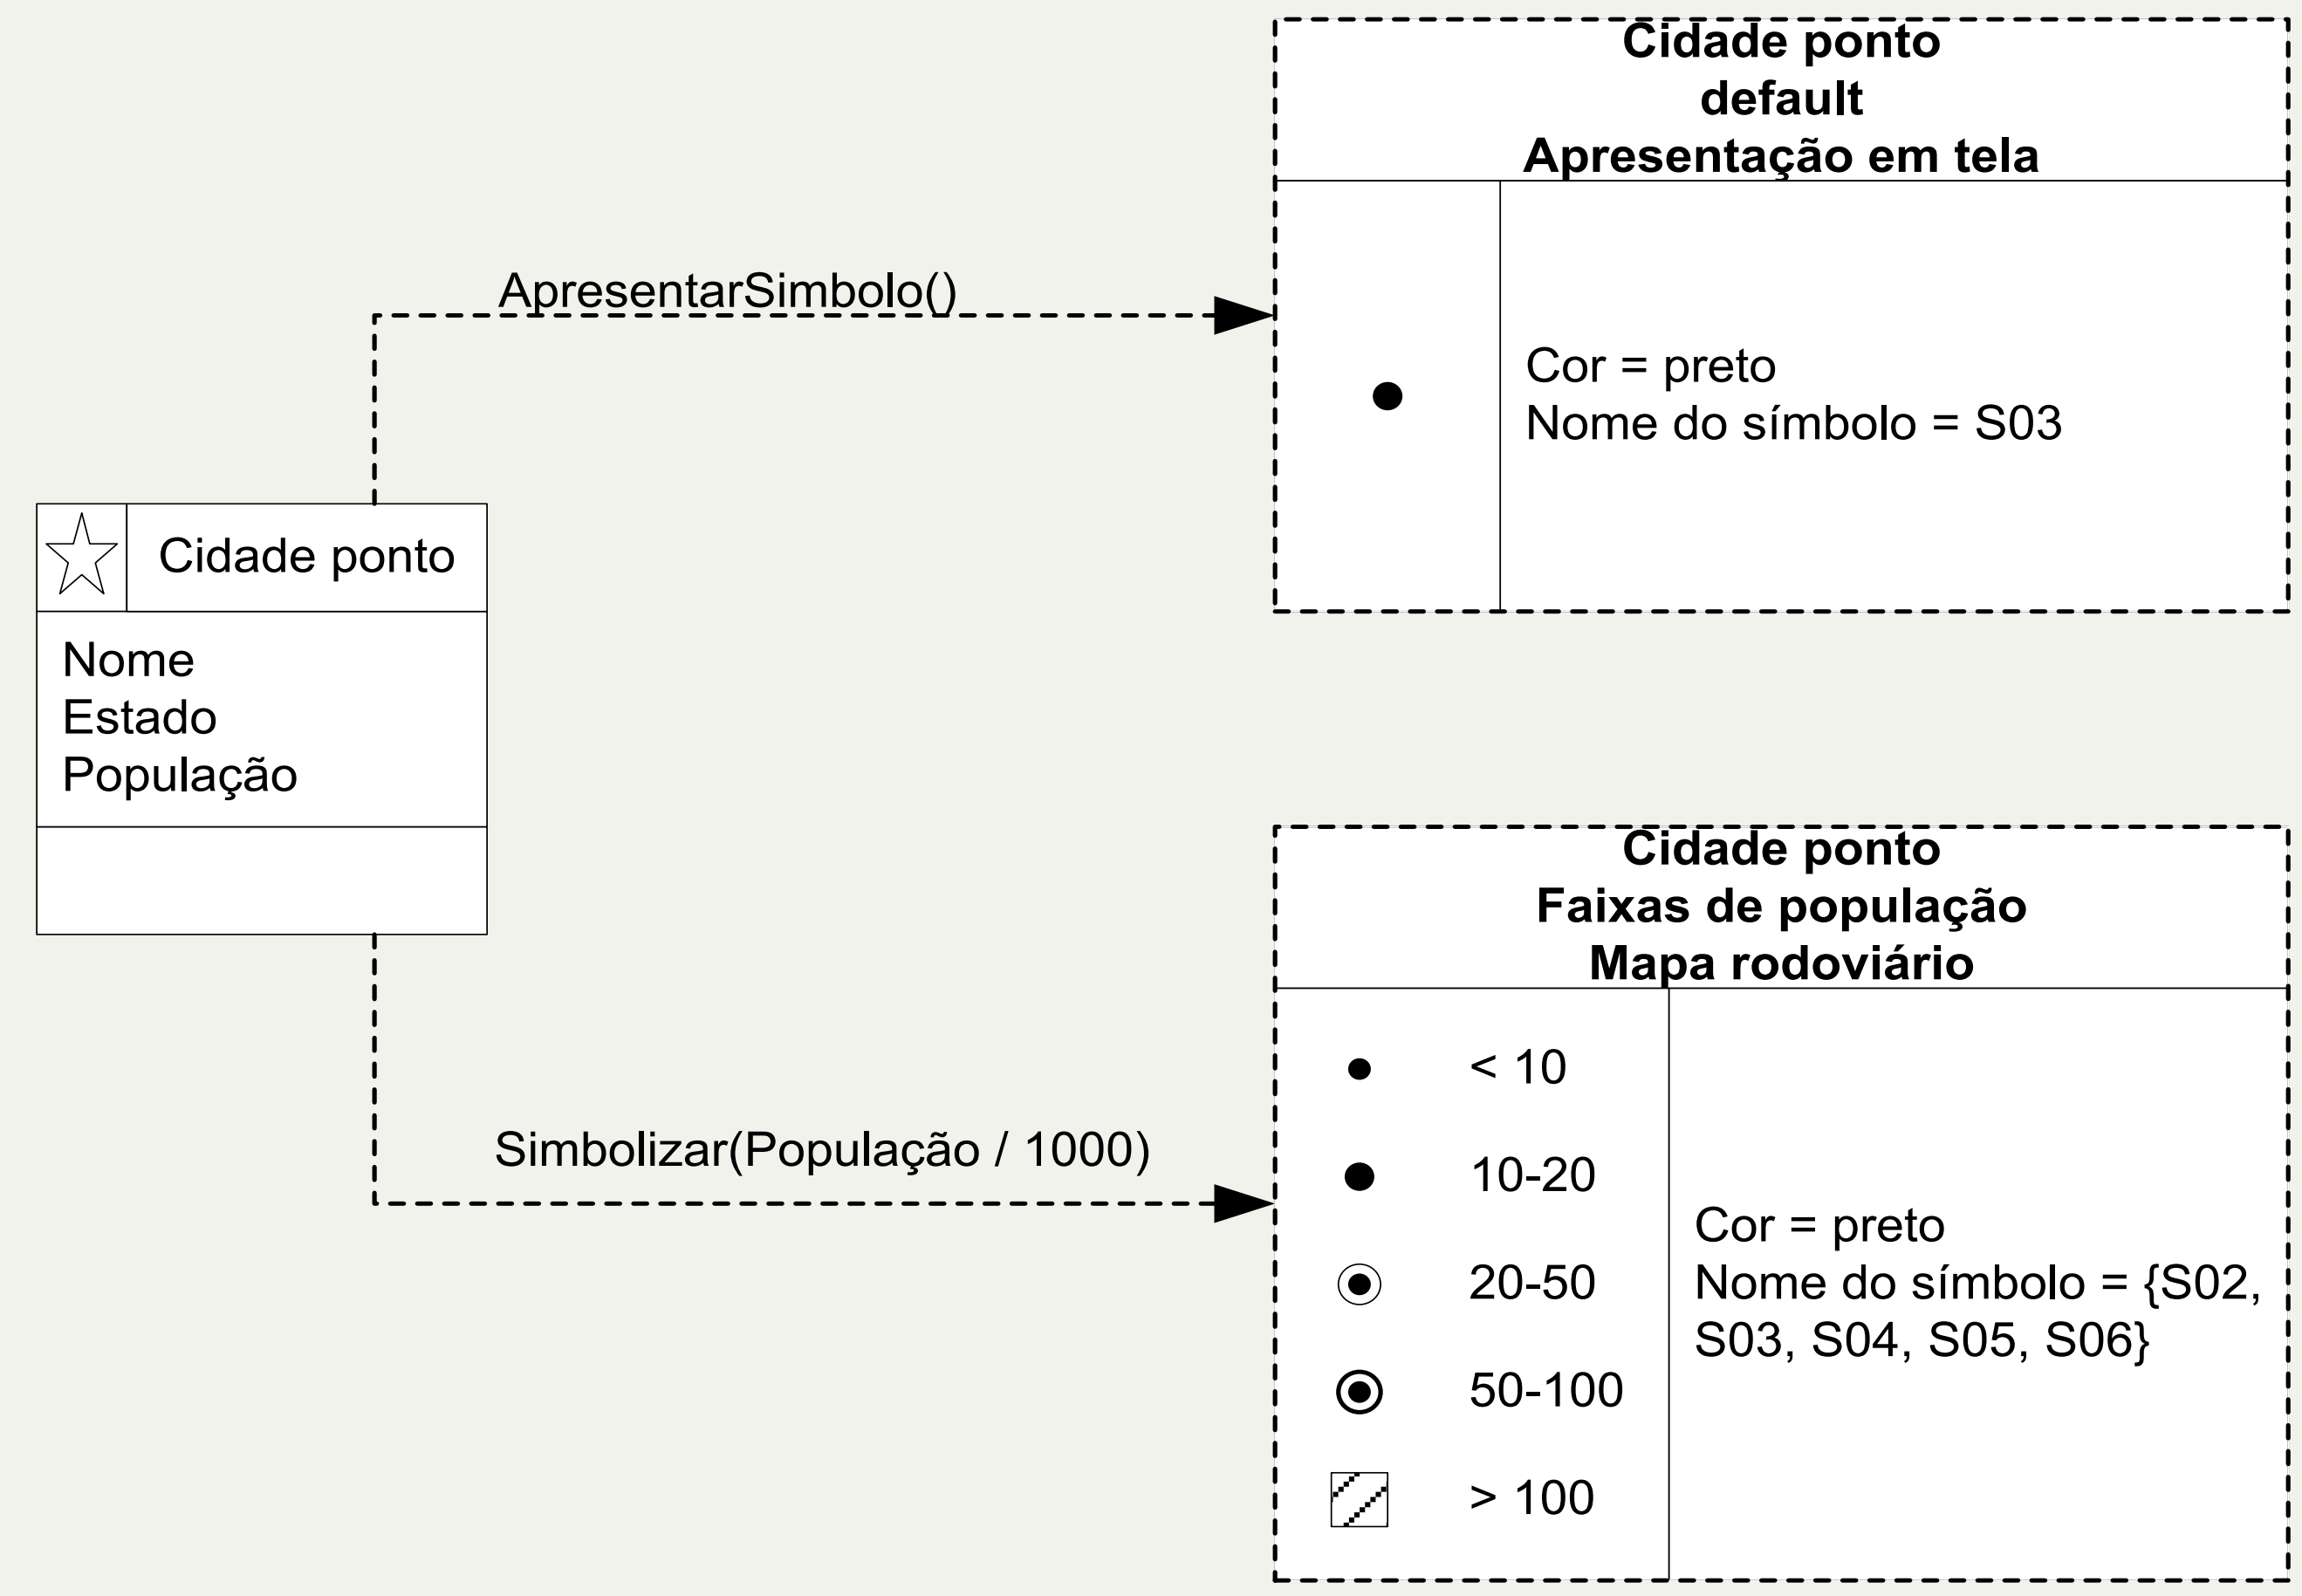 Cidade ponto
default
Apresentação em tela
ApresentarSimbolo()
Cor = preto
Nome do símbolo = S03
Cidade ponto
Nome
Estado
População
Cidade ponto
Faixas de população
Mapa rodoviário
Simbolizar(População / 1000)
< 10
10-20
20-50
50-100
> 100
Cor = preto
Nome do símbolo = {S02,
S03, S04, S05, S06}